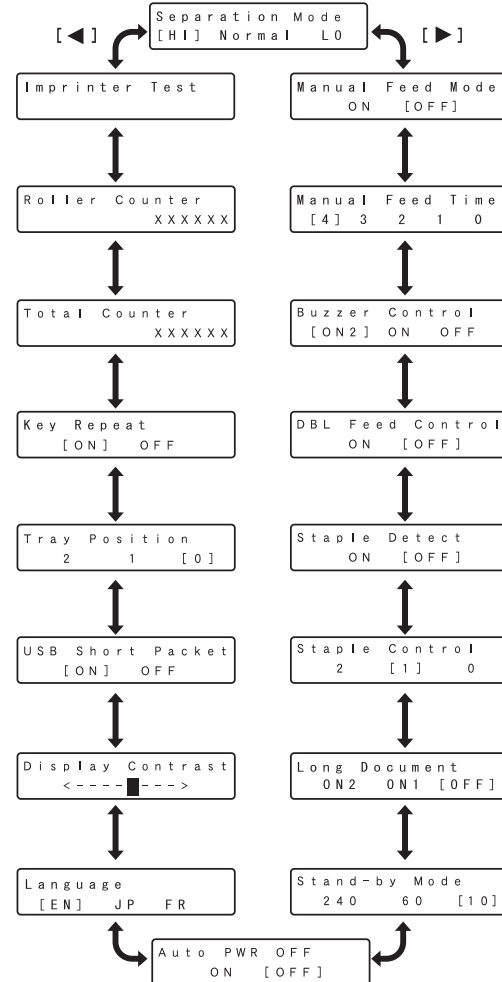 Separation Mode
[HI] Normal LO
[◀]
[▶]
Imprinter Test
Roller Counter
XXXXXX
Total Counter
XXXXXX
Key Repeat
[ON] OFF
Tray Position
2 1 [0]
USB Short Packet
[ON] OFF
Display Contrast
<----■--->
Language
[EN] JP FR
Manual Feed Mode
ON [OFF]
Manual Feed Time
[4] 3 2 1 0
Buzzer Control
[ON2] ON OFF
DBL Feed Control
ON [OFF]
Staple Detect
ON [OFF]
Staple Control
2 [1] 0
Long Document
ON2 ON1 [OFF]
Stand-by Mode
240 60 [10]
Auto PWR OFF
ON [OFF]